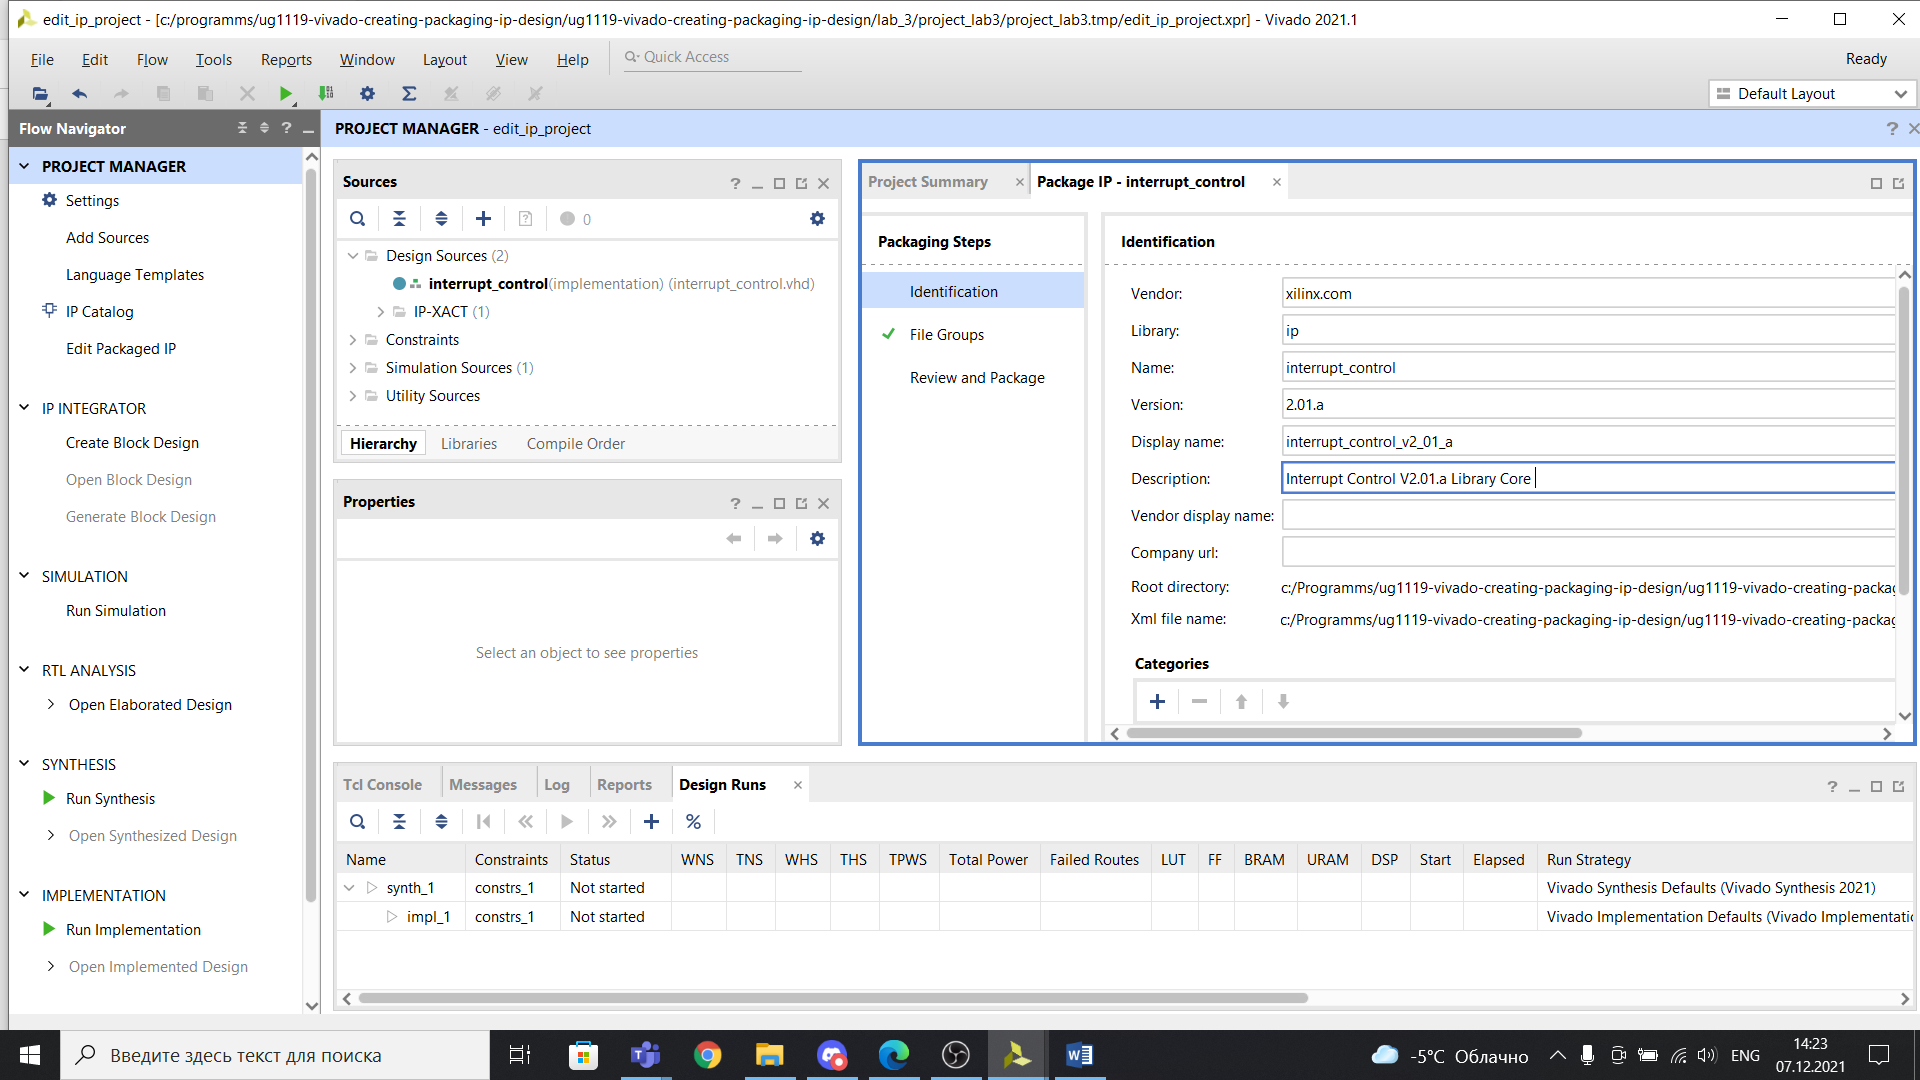 edit_ip_project - [c:/programms/ug1119-vivado-creating-packaging-ip-design/ug1119-vivado-creating-packaging-ip-design/lab_3/project_lab3/project_lab3.tmp/edit_ip_project.xpr] - Vivado 2021.1
File Edit Flow Tools Reports Window Layout View Help Quick Access Ready
Default Layout
Flow Navigator
PROJECT MANAGER - edit_ip_project
PROJECT MANAGER
Settings
Add Sources
Language Templates
IP Catalog
Edit Packaged IP
IP INTEGRATOR
Create Block Design
Open Block Design
Generate Block Design
SIMULATION
Run Simulation
RTL ANALYSIS
Open Elaborated Design
SYNTHESIS
Run Synthesis
Open Synthesized Design
IMPLEMENTATION
Run Implementation
Open Implemented Design
Sources
0
Design Sources (2)
interrupt_control(implementation) (interrupt_control.vhd)
IP-XACT (1)
Constraints
Simulation Sources (1)
Utility Sources
Hierarchy Libraries Compile Order
Properties
Select an object to see properties
Project Summary Package IP - interrupt_control
Packaging Steps
Identification
File Groups
Review and Package
Identification
Vendor: xilinx.com
Library: ip
Name: interrupt_control
Version: 2.01.a
Display name: interrupt_control_v2_01_a
Description: Interrupt Control V2.01.a Library Core
Vendor display name:
Company url:
Root directory: c:/Programms/ug1119-vivado-creating-packaging-ip-design/ug1119-vivado-creating-packag
Xml file name: c:/Programms/ug1119-vivado-creating-packaging-ip-design/ug1119-vivado-creating-packag
Categories
Tcl Console Messages Log Reports Design Runs
Name Constraints Status WNS TNS WHS THS TPWS Total Power Failed Routes LUT FF BRAM URAM DSP Start Elapsed Run Strategy
synth_1 constrs_1 Not started Vivado Synthesis Defaults (Vivado Synthesis 2021)
impl_1 constrs_1 Not started Vivado Implementation Defaults (Vivado Implementatio
Введите здесь текст для поиска
-5°C Облачно
ENG
14:23
07.12.2021